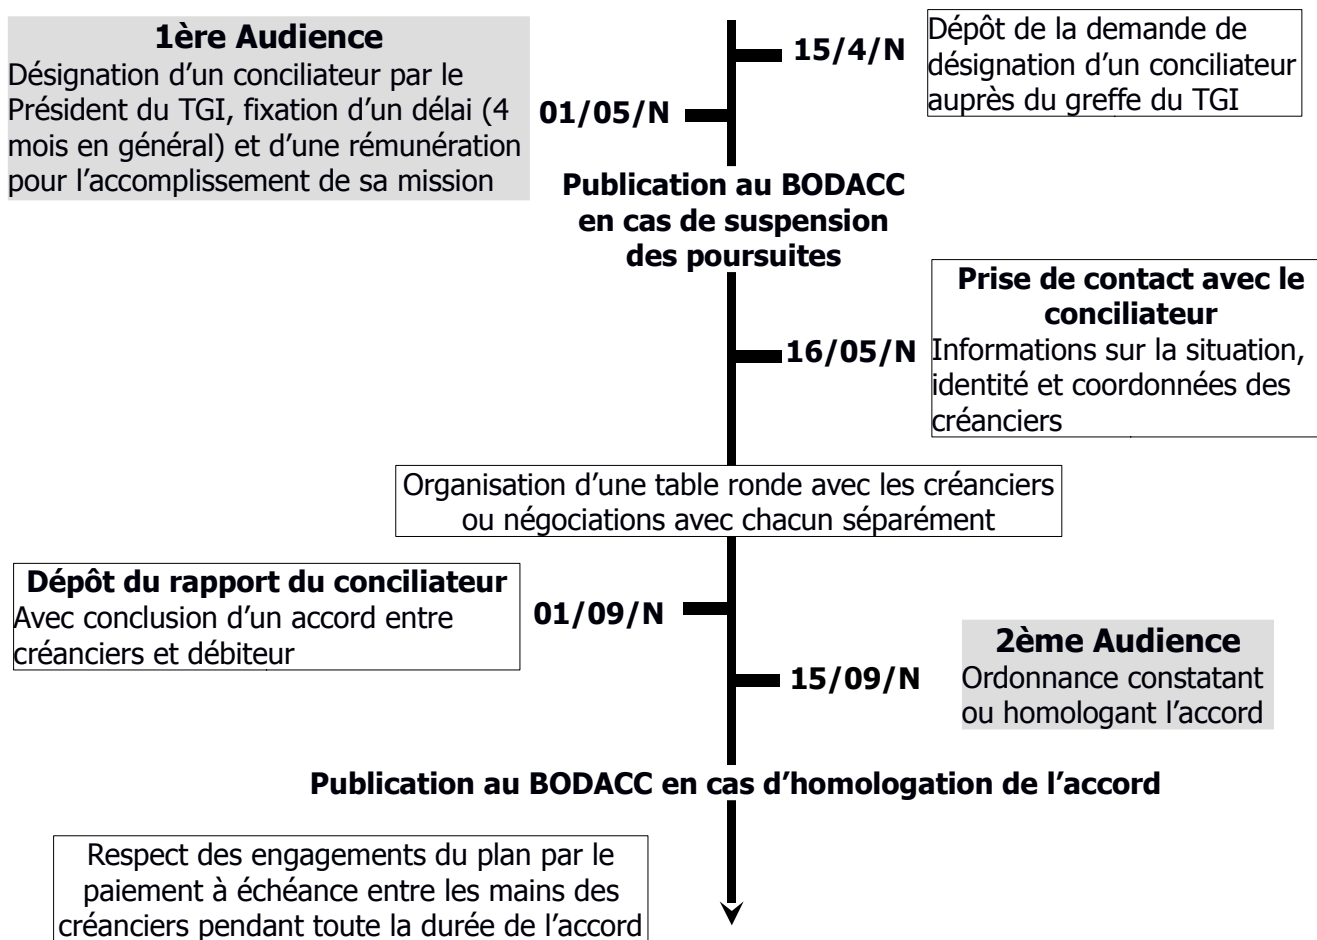 15/4/N
Dépôt de la demande de
désignation d’un conciliateur
auprès du greffe du TGI
1ère Audience
Désignation d’un conciliateur par le
Président du TGI, fixation d’un délai (4
mois en général) et d’une rémunération
pour l’accomplissement de sa mission
01/05/N
Publication au BODACC
en cas de suspension
des poursuites
16/05/N
Prise de contact avec le
conciliateur
Informations sur la situation,
identité et coordonnées des
créanciers
Organisation d’une table ronde avec les créanciers
ou négociations avec chacun séparément
Dépôt du rapport du conciliateur
Avec conclusion d’un accord entre
créanciers et débiteur
01/09/N
15/09/N
2ème Audience
Ordonnance constatant
ou homologant l’accord
Publication au BODACC en cas d’homologation de l’accord
Respect des engagements du plan par le
paiement à échéance entre les mains des
créanciers pendant toute la durée de l’accord